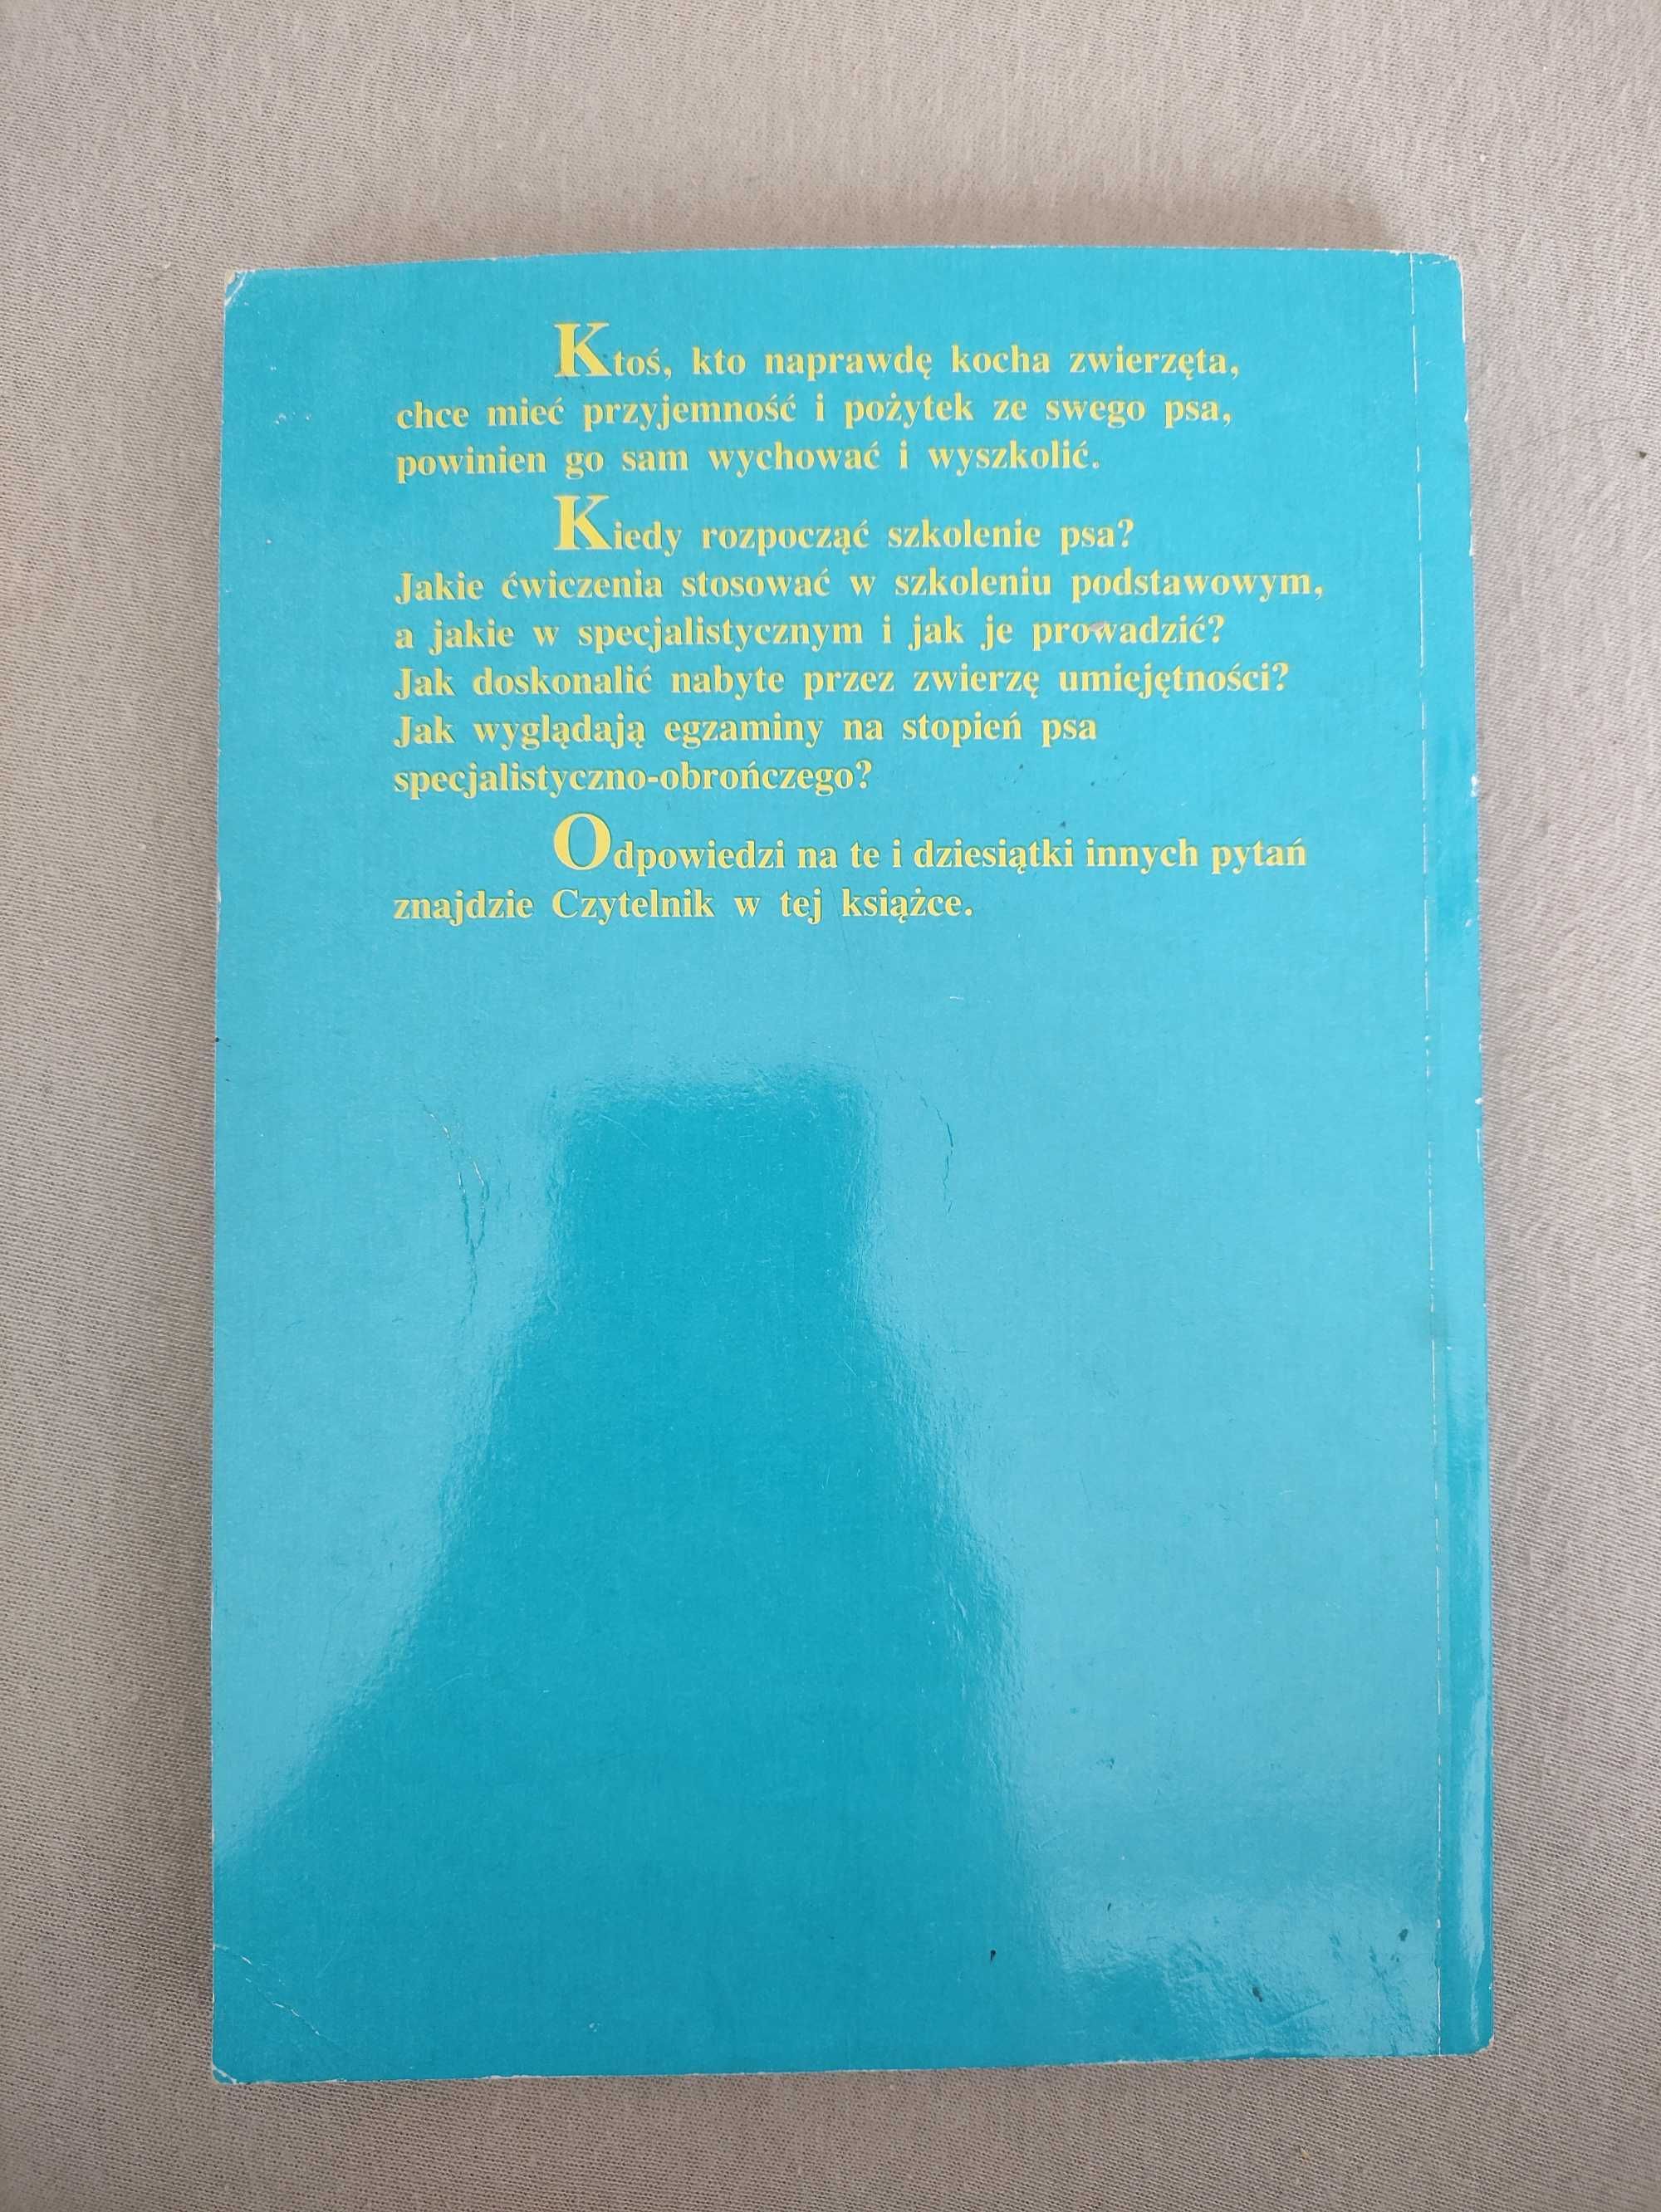 Ktoś, kto naprawdę kocha zwierzęta,
chce mieć przyjemność i pożytek ze swego psa,
powinien go sam wychować i wyszkolić.
Kiedy rozpocząć szkolenie psa?
Jakie ćwiczenia stosować w szkoleniu podstawowym,
a jakie w specjalistycznym i jak je prowadzić?
Jak doskonalić nabyte przez zwierzę umiejętności?
Jak wyglądają egzaminy na stopień psa
specjalistyczno-obrończego?
Odpowiedzi na te i dziesiątki innych pytań
znajdzie Czytelnik w tej książce.